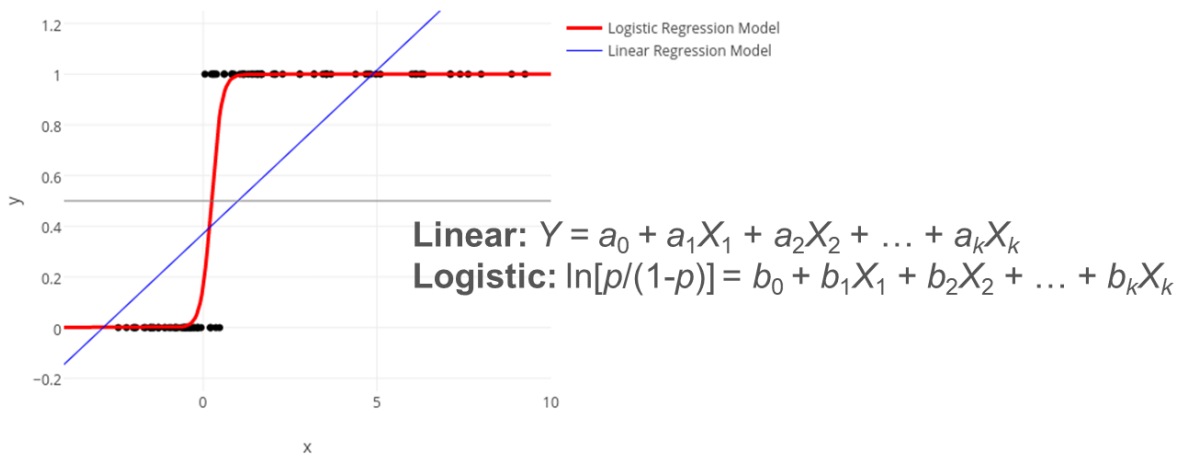 1.2
1
0.8
0.6
0.4
0.2
0
−0.2
y
0
5
10
x
Logistic Regression Model
Linear Regression Model
Linear: Y = a₀ + a₁X₁ + a₂X₂ + … + aₖXₖ
Logistic: ln[p/(1-p)] = b₀ + b₁X₁ + b₂X₂ + … + bₖXₖ